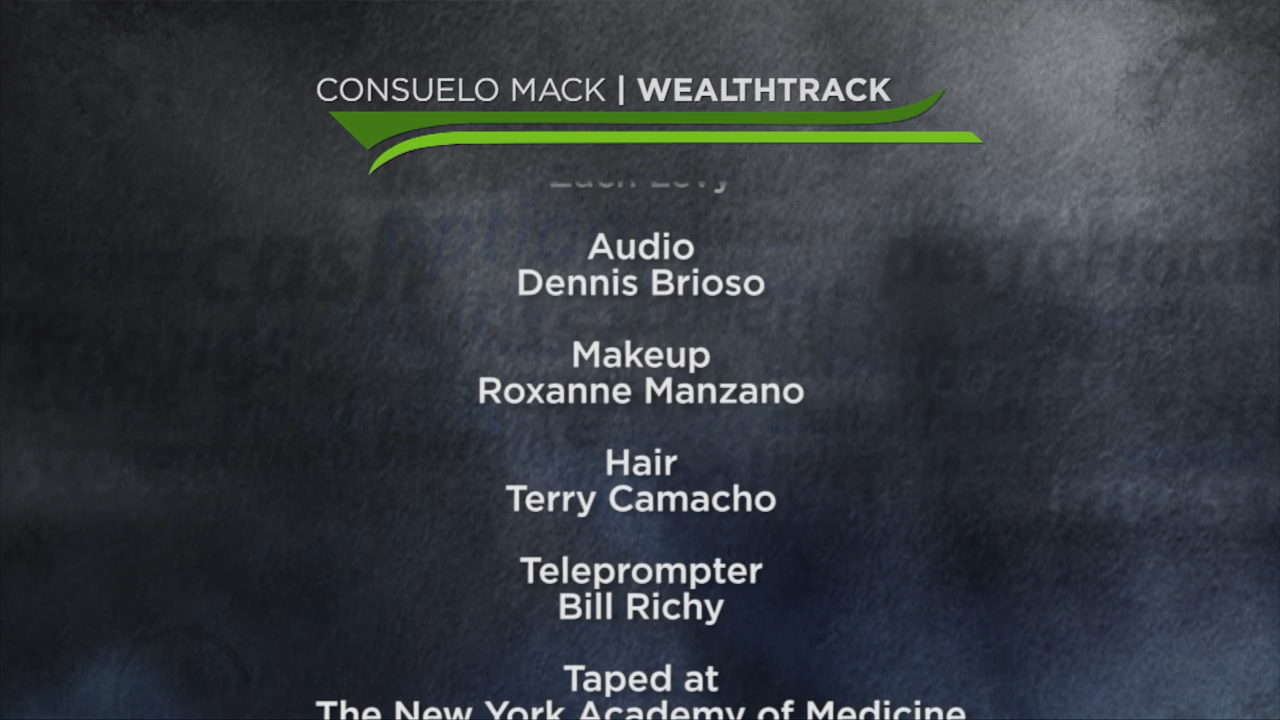 CONSUELO MACK | WEALTHTRACK
Audio
Dennis Brioso
Makeup
Roxanne Manzano
Hair
Terry Camacho
Teleprompter
Bill Richy
Taped at
The New York Academy of Medicine